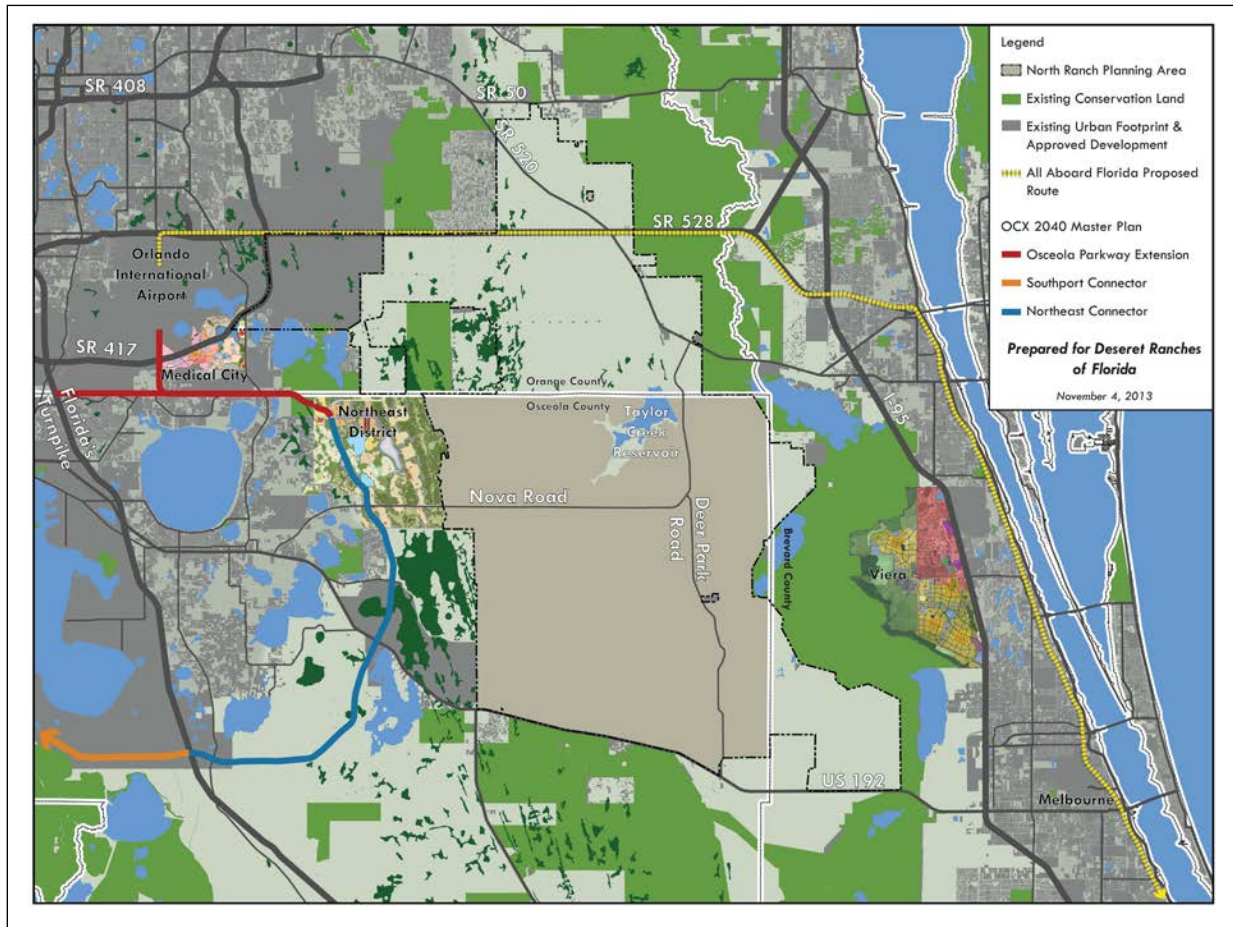 Legend
North Ranch Planning Area
Existing Conservation Land
Existing Urban Footprint &
Approved Development
All Aboard Florida Proposed
Route
OCX 2040 Master Plan
Osceola Parkway Extension
Southport Connector
Northeast Connector
Prepared for Deseret Ranches
of Florida
November 4, 2013
SR 408
SR 50
SR 520
SR 528
Orlando
International
Airport
SR 417
Medical City
Florida's
Turnpike
Orange County
Osceola County
Northeast
District
Taylor
Creek
Reservoir
I-95
Nova Road
Deer Park
Road
Brevard County
Viera
US 192
Melbourne